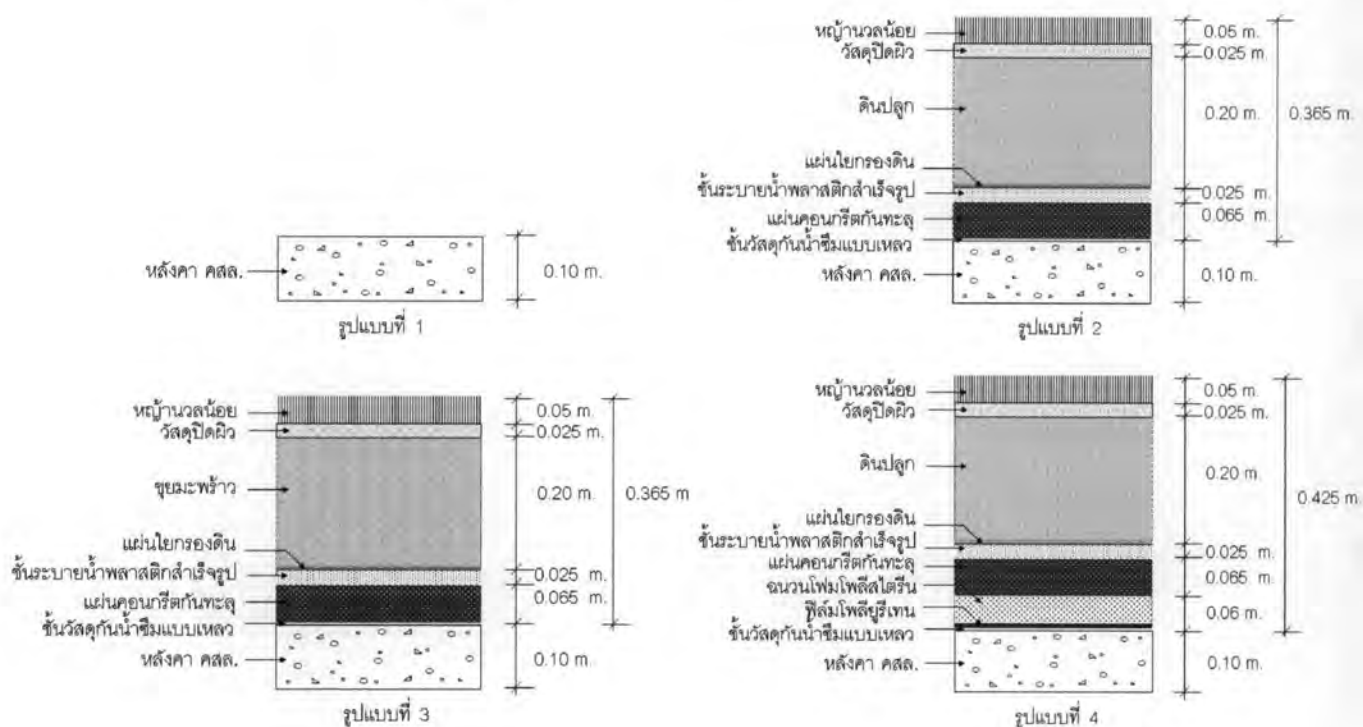 หลังคา คสล.
0.10 m.
รูปแบบที่ 1
หญ้านวลน้อย
วัสดุปิดผิว
ดินปลูก
แผ่นใยกรองดิน
ชั้นระบายน้ำพลาสติกสำเร็จรูป
แผ่นคอนกรีตกันทะลุ
ชั้นวัสดุกันน้ำซึมแบบเหลว
หลังคา คสล.
0.05 m.
0.025 m.
0.20 m.
0.365 m.
0.025 m.
0.065 m.
0.10 m.
รูปแบบที่ 2
หญ้านวลน้อย
วัสดุปิดผิว
ขุยมะพร้าว
แผ่นใยกรองดิน
ชั้นระบายน้ำพลาสติกสำเร็จรูป
แผ่นคอนกรีตกันทะลุ
ชั้นวัสดุกันน้ำซึมแบบเหลว
หลังคา คสล.
0.05 m.
0.025 m.
0.20 m.
0.365 m
0.025 m.
0.065 m.
0.10 m.
รูปแบบที่ 3
หญ้านวลน้อย
วัสดุปิดผิว
ดินปลูก
แผ่นใยกรองดิน
ชั้นระบายน้ำพลาสติกสำเร็จรูป
แผ่นคอนกรีตกันทะลุ
ฉนวนโฟมโพลีสไตรีน
ฟิล์มโพลียูรีเทน
ชั้นวัสดุกันน้ำซึมแบบเหลว
หลังคา คสล.
0.05 m.
0.025 m.
0.20 m.
0.425 m.
0.025 m.
0.065 m.
0.06 m.
0.10 m.
รูปแบบที่ 4